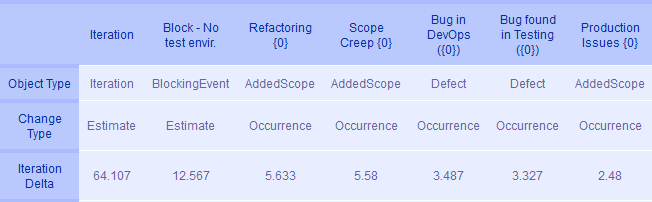 Iteration Block - No test envir. Refactoring {0} Scope Creep {0} Bug in DevOps ({0}) Bug found in Testing ({0}) Production Issues {0}
Object Type Iteration BlockingEvent AddedScope AddedScope Defect Defect AddedScope
Change Type Estimate Estimate Occurrence Occurrence Occurrence Occurrence Occurrence
Iteration Delta 64.107 12.567 5.633 5.58 3.487 3.327 2.48